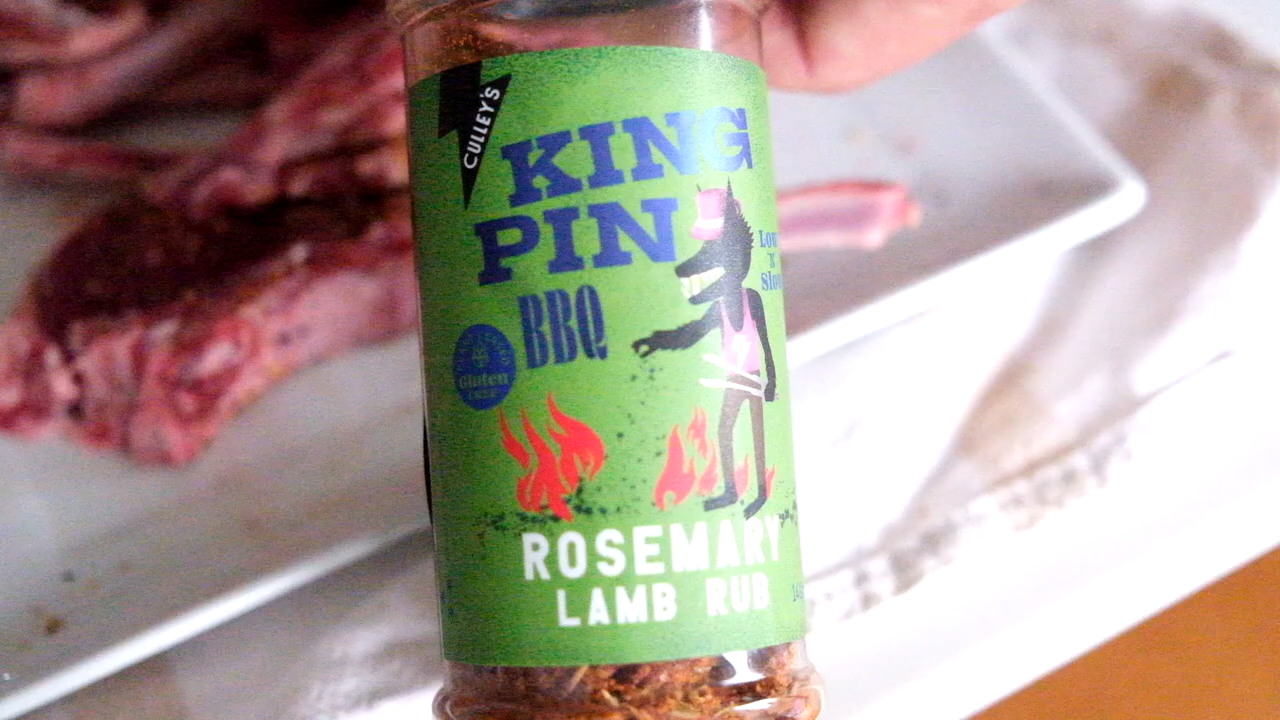 CULLEY'S
KING
PIN
BBQ
Low
'N'
Slow
Gluten
FREE
ROSEMARY
LAMB RUB